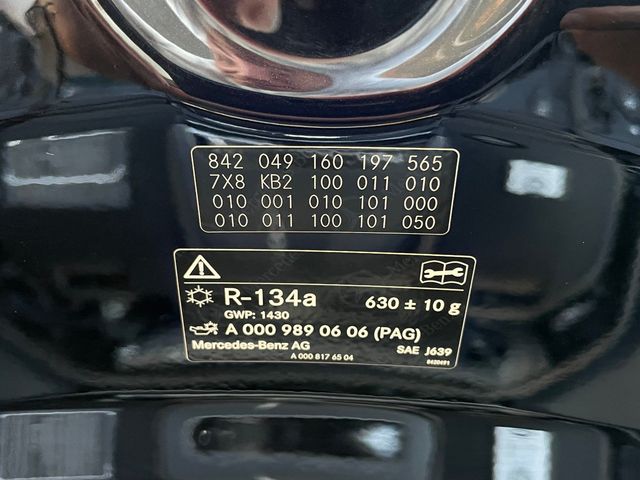 842 049 160 197 565
7X8 KB2 100 011 010
010 001 010 101 000
010 011 100 101 050
R-134a 630 ± 10 g
GWP: 1430
A 000 989 06 06 (PAG)
Mercedes-Benz AG SAE J639
A 000 817 65 04